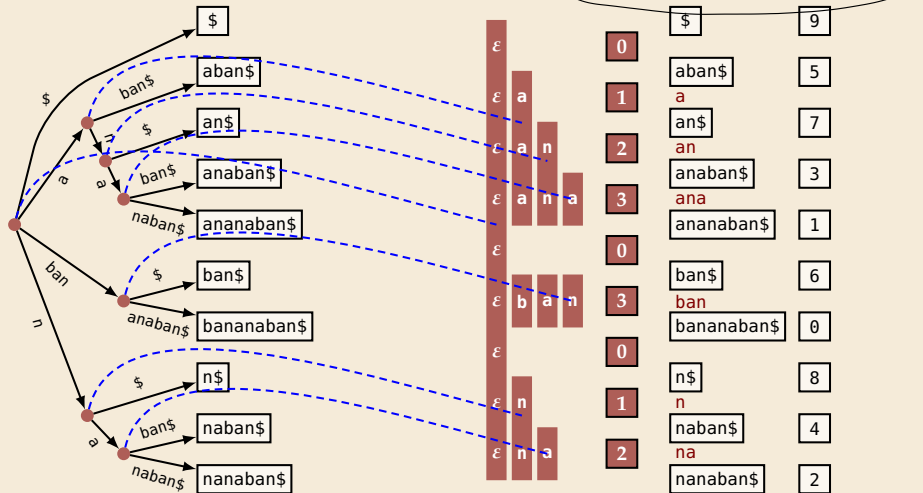 $ $ 9
ε 0
aban$ aban$ 5
$ ban$ ε a 1 a
$ an$ an$ 7
n ε a n 2 an
a a ban$ anaban$ anaban$ 3
ε a n a 3 ana
naban$ ananaban$ ananaban$ 1
ε 0
ban $ ban$ ban$ 6
ε b a n 3 ban
anaban$ bananaban$ bananaban$ 0
n ε 0
$ n$ n$ 8
ε n 1 n
a ban$ naban$ naban$ 4
ε n a 2 na
naban$ nanaban$ nanaban$ 2